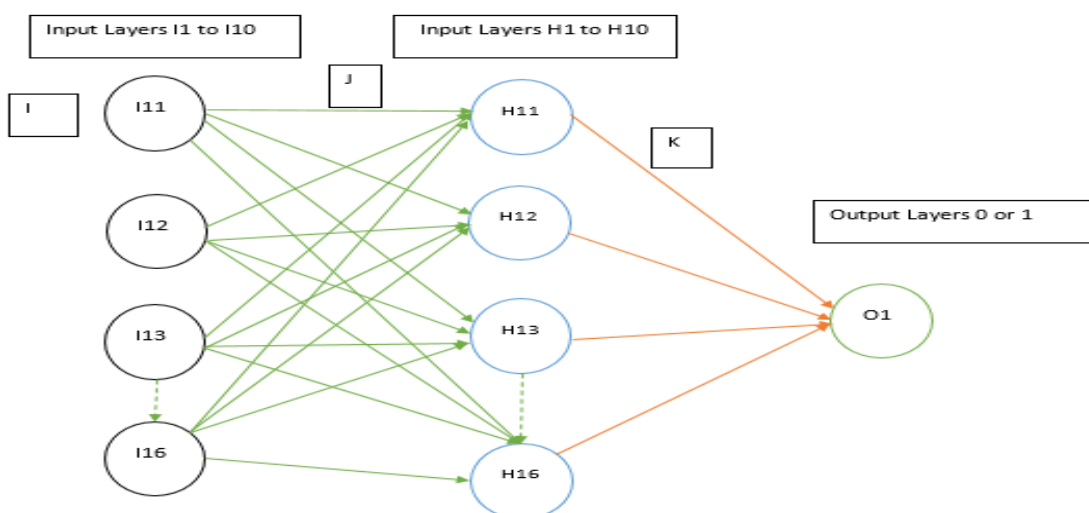 Input Layers I1 to I10
Input Layers H1 to H10
J
I
I11
H11
K
I12
H12
Output Layers 0 or 1
I13
H13
O1
I16
H16